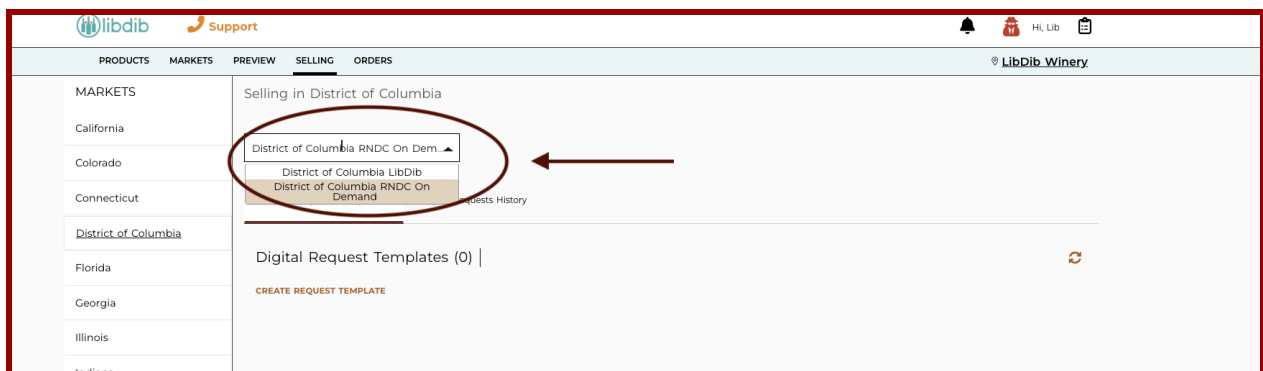 libdib
Support
Hi, Lib
PRODUCTS MARKETS PREVIEW SELLING ORDERS
LibDib Winery
MARKETS
California
Colorado
Connecticut
District of Columbia
Florida
Georgia
Illinois
Selling in District of Columbia
District of Columbia RNDC On Dem...
District of Columbia LibDib
District of Columbia RNDC On
Demand
History
Digital Request Templates (0)
CREATE REQUEST TEMPLATE